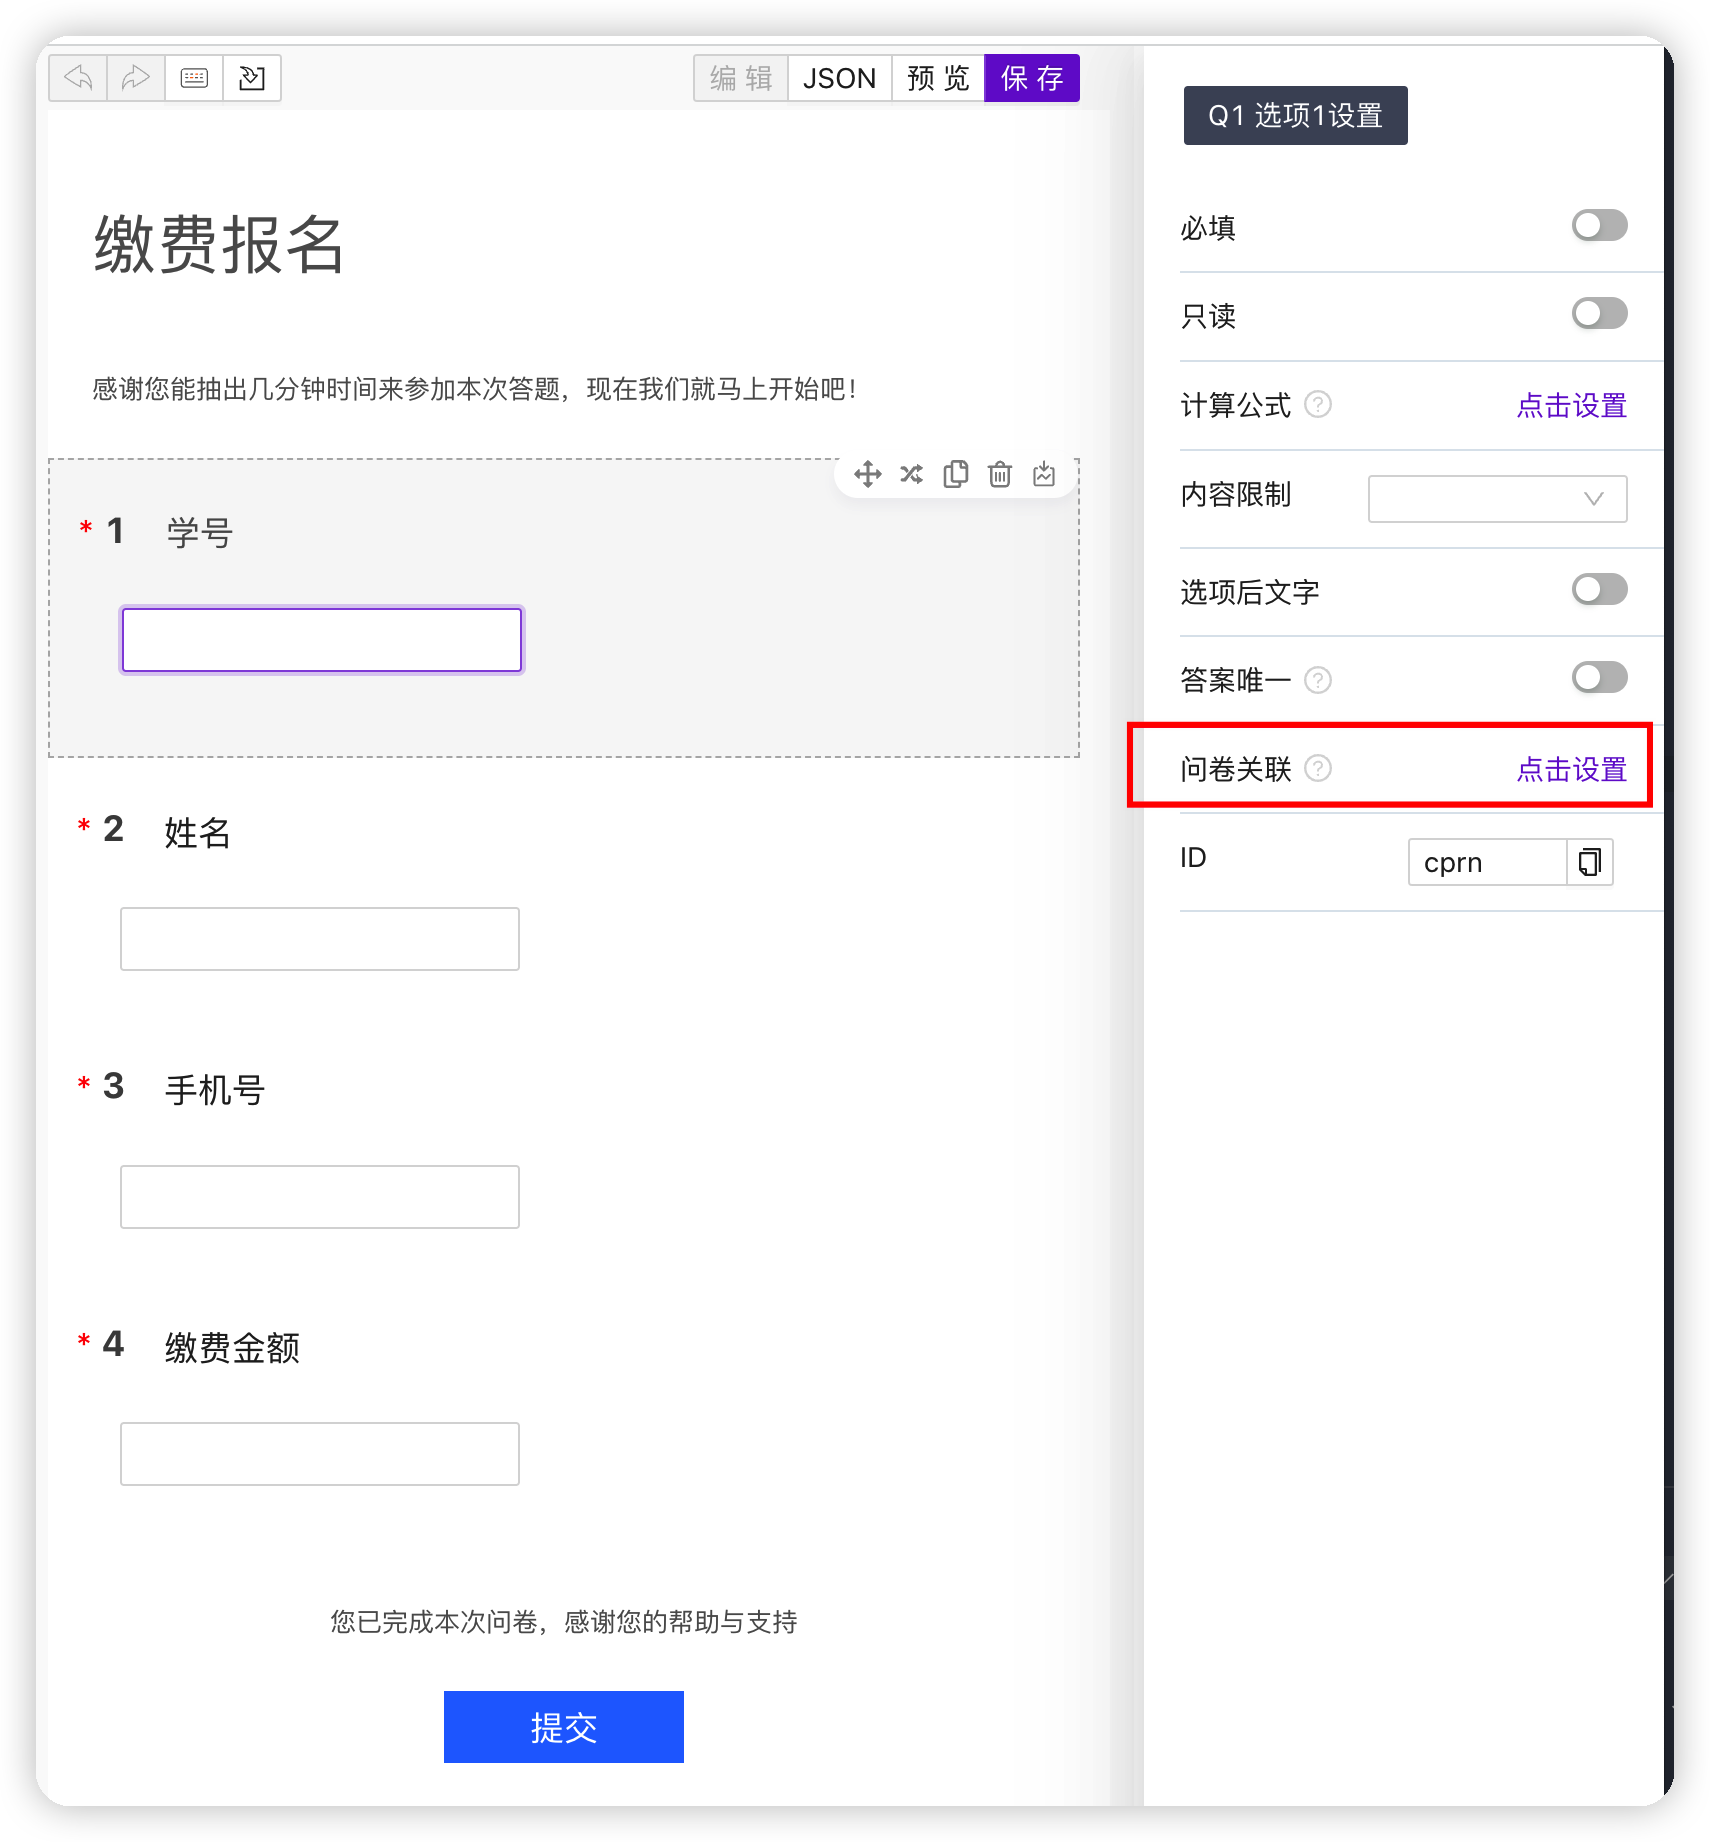 编 辑 JSON 预 览 保 存
缴费报名
感谢您能抽出几分钟时间来参加本次答题，现在我们就马上开始吧！
* 1 学号
* 2 姓名
* 3 手机号
* 4 缴费金额
您已完成本次问卷，感谢您的帮助与支持
提交
Q1 选项1设置
必填
只读
计算公式 ? 点击设置
内容限制
选项后文字
答案唯一 ?
问卷关联 ? 点击设置
ID cprn